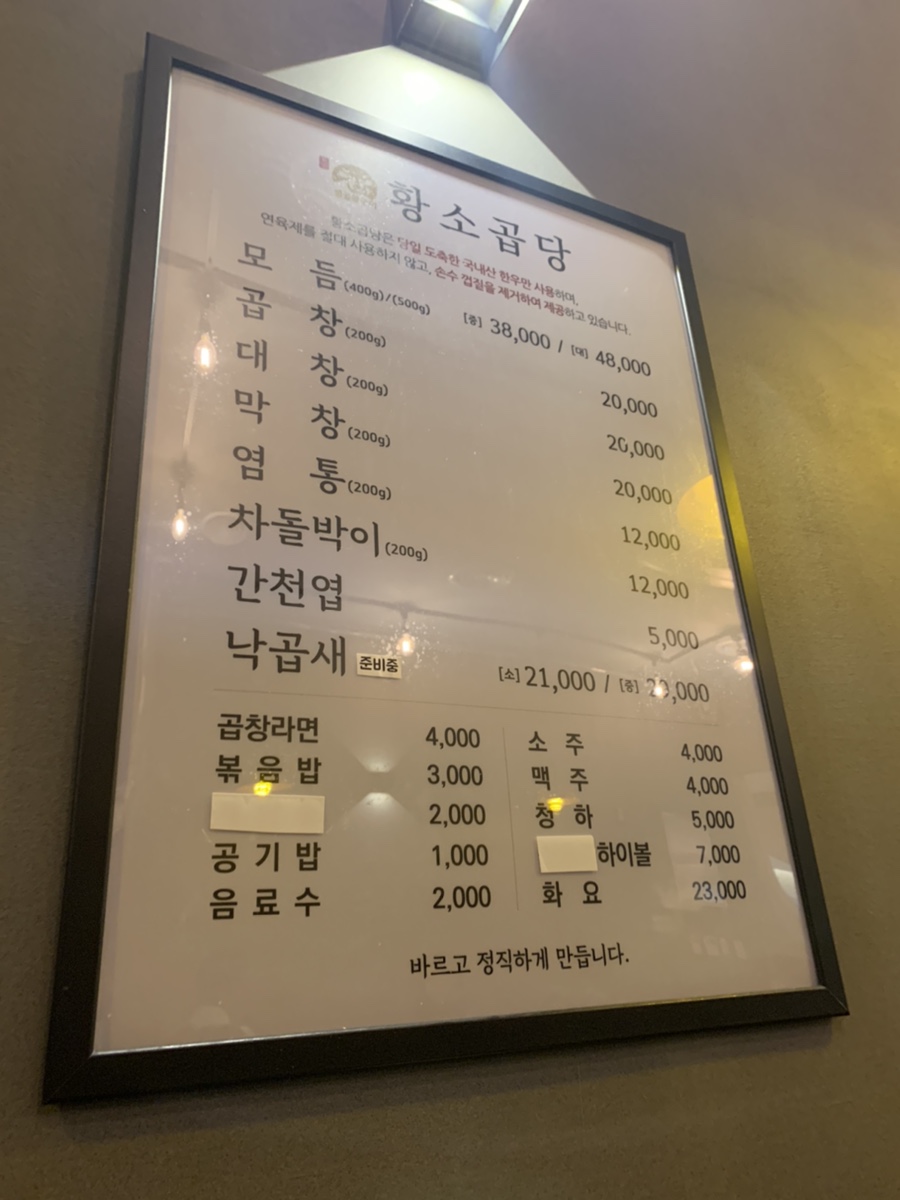 황소곱당
황소곱당은 당일 도축한 국내산 한우만 사용하며,
연육제를 절대 사용하지 않고, 손수 껍질을 제거하여 제공하고 있습니다.
모 듬(400g)/(500g) [중] 38,000 / [대] 48,000
곱 창(200g) 20,000
대 창(200g) 20,000
막 창(200g) 20,000
염 통(200g) 12,000
차돌박이(200g) 12,000
간천엽 5,000
낙곱새 준비중 [소] 21,000 / [중]
곱창라면 4,000
볶음밥 3,000
2,000
공기밥 1,000
음료수 2,000
소 주 4,000
맥 주 4,000
청 하 5,000
하이볼 7,000
화 요 23,000
바르고 정직하게 만듭니다.